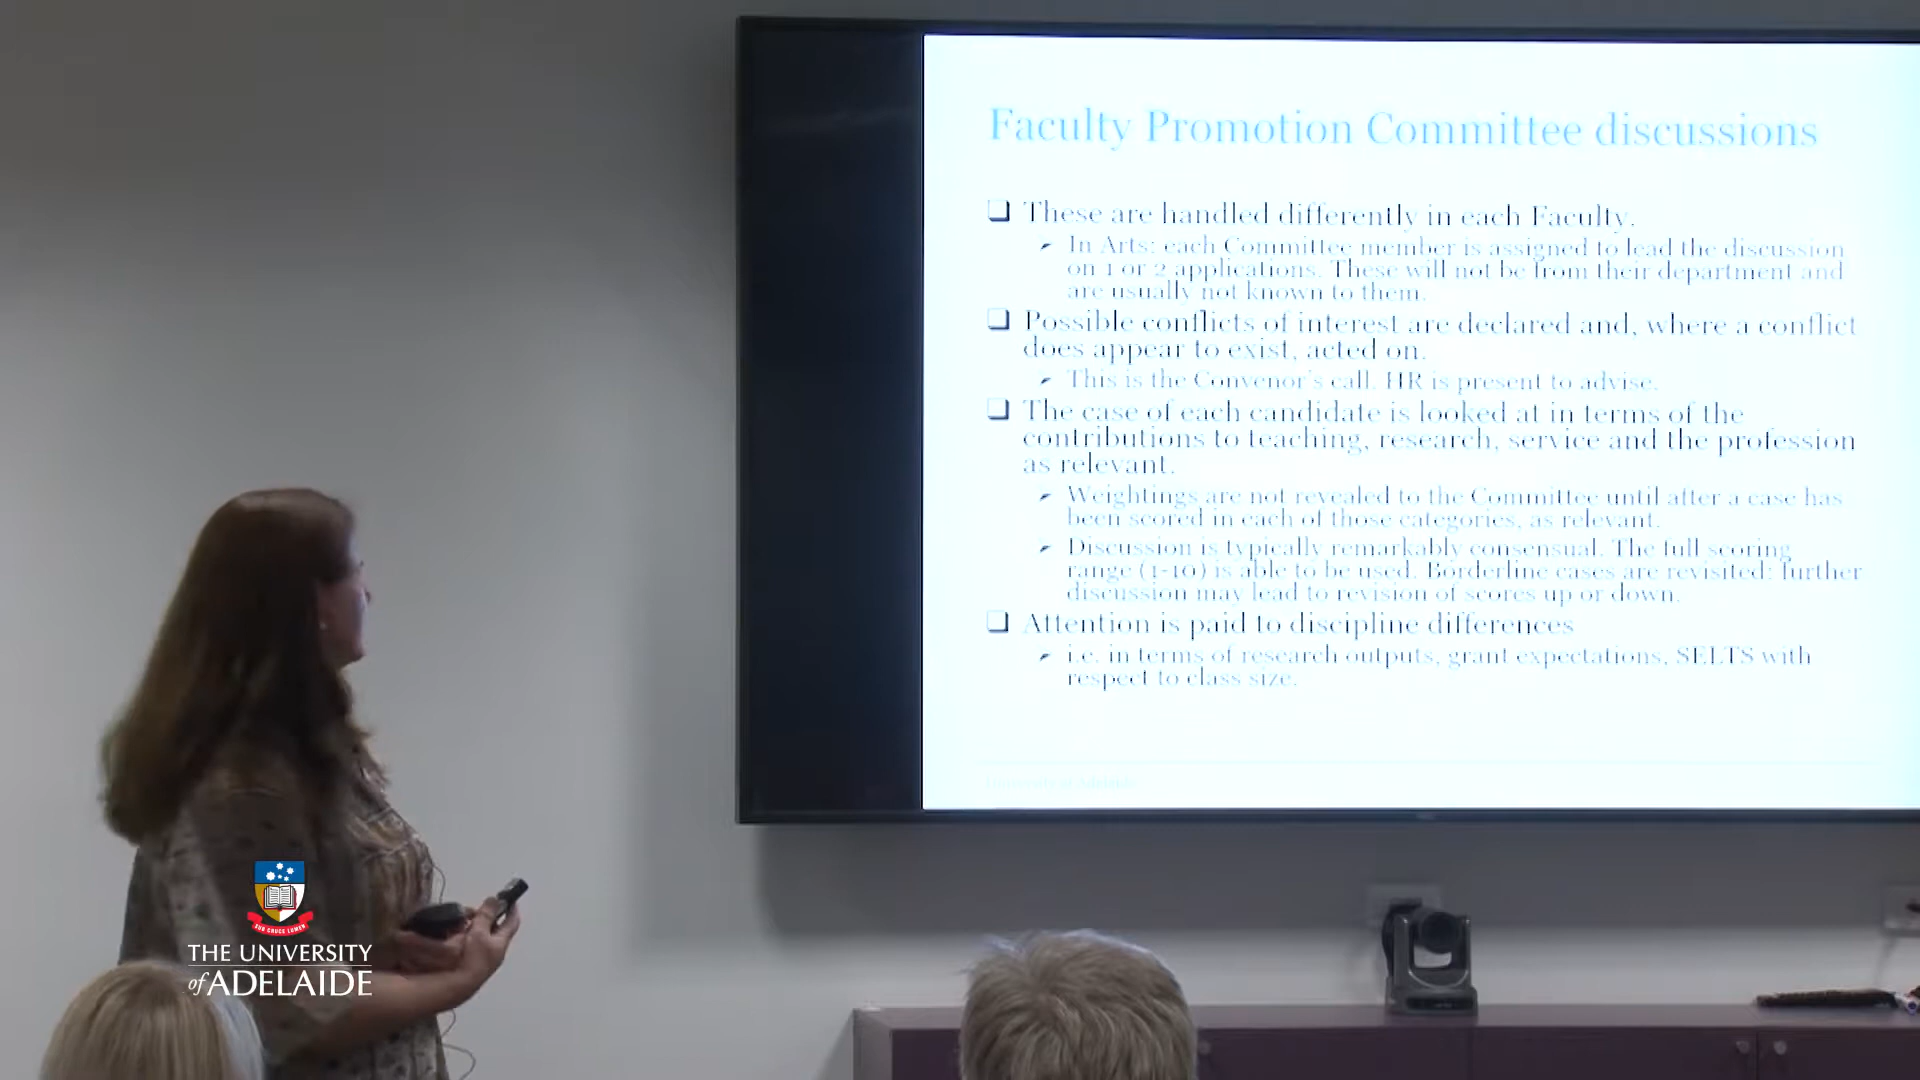 Faculty Promotion Committee discussions
These are handled differently in each Faculty.
In Arts: each Committee member is assigned to lead the discussion
on 1 or 2 applications. These will not be from their department and
are usually not known to them.
Possible conflicts of interest are declared and, where a conflict
does appear to exist, acted on.
This is the Convenor's call. HR is present to advise.
The case of each candidate is looked at in terms of the
contributions to teaching, research, service and the profession
as relevant.
Weightings are not revealed to the Committee until after a case has
been scored in each of those categories, as relevant.
Discussion is typically remarkably consensual. The full scoring
range (1-10) is able to be used. Borderline cases are revisited: further
discussion may lead to revision of scores up or down.
Attention is paid to discipline differences
i.e. in terms of research outputs, grant expectations, SELTS with
respect to class size.
University of Adelaide
SUB CRUCE LUMEN
THE UNIVERSITY
of ADELAIDE